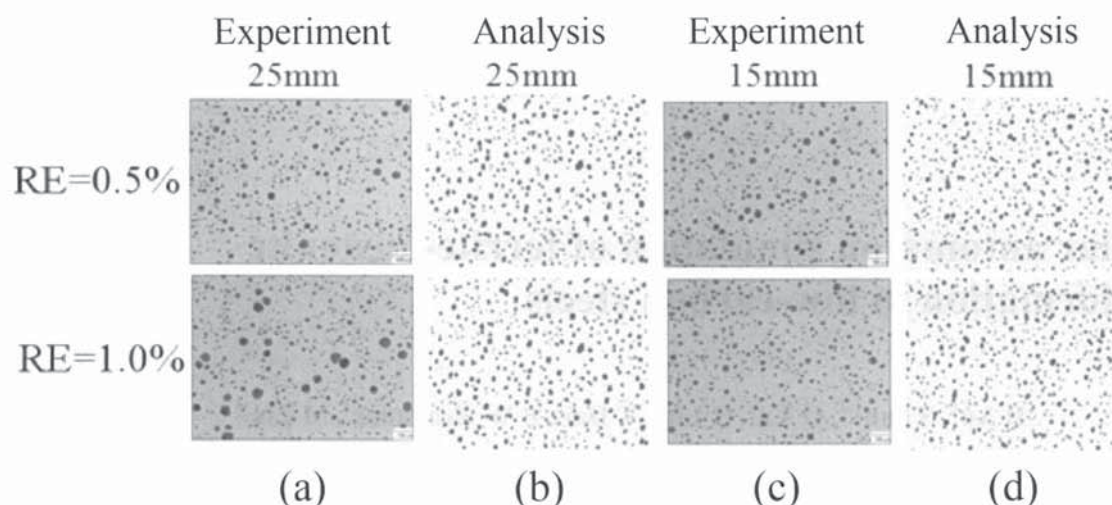 Experiment Analysis Experiment Analysis
25mm 25mm 15mm 15mm
RE=0.5%
RE=1.0%
(a) (b) (c) (d)